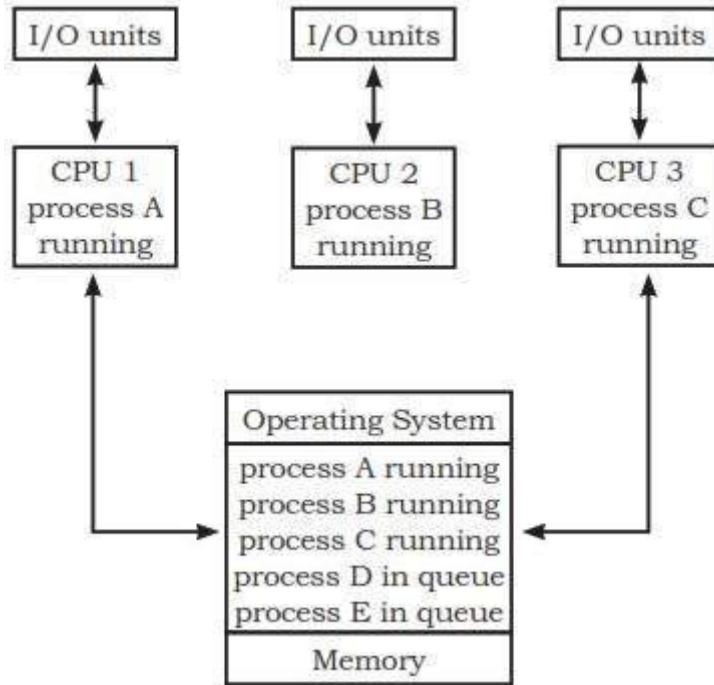 I/O units
I/O units
I/O units
CPU 1
process A
running
CPU 2
process B
running
CPU 3
process C
running
Operating System
process A running
process B running
process C running
process D in queue
process E in queue
Memory